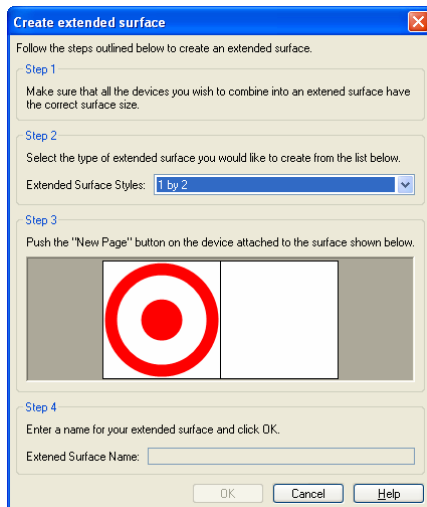 Create extended surface
Follow the steps outlined below to create an extended surface.
Step 1
Make sure that all the devices you wish to combine into an extened surface have
the correct surface size.
Step 2
Select the type of extended surface you would like to create from the list below.
Extended Surface Styles: 1 by 2
Step 3
Push the "New Page" button on the device attached to the surface shown below.
Step 4
Enter a name for your extended surface and click OK.
Extened Surface Name:
OK Cancel Help